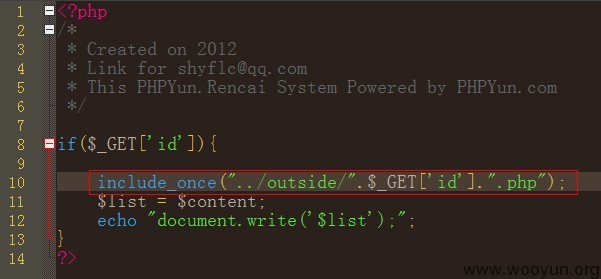 1 <?php
2 /*
3 * Created on 2012
4 * Link for shyflc@qq.com
5 * This PHPYun.Rencai System Powered by PHPYun.com
6 */
7
8 if($_GET['id']){
9
10 include_once("../outside/".$_GET['id'].".php");
11 $list = $content;
12 echo "document.write('$list');";
13 }
14 ?>
www.wooyun.org